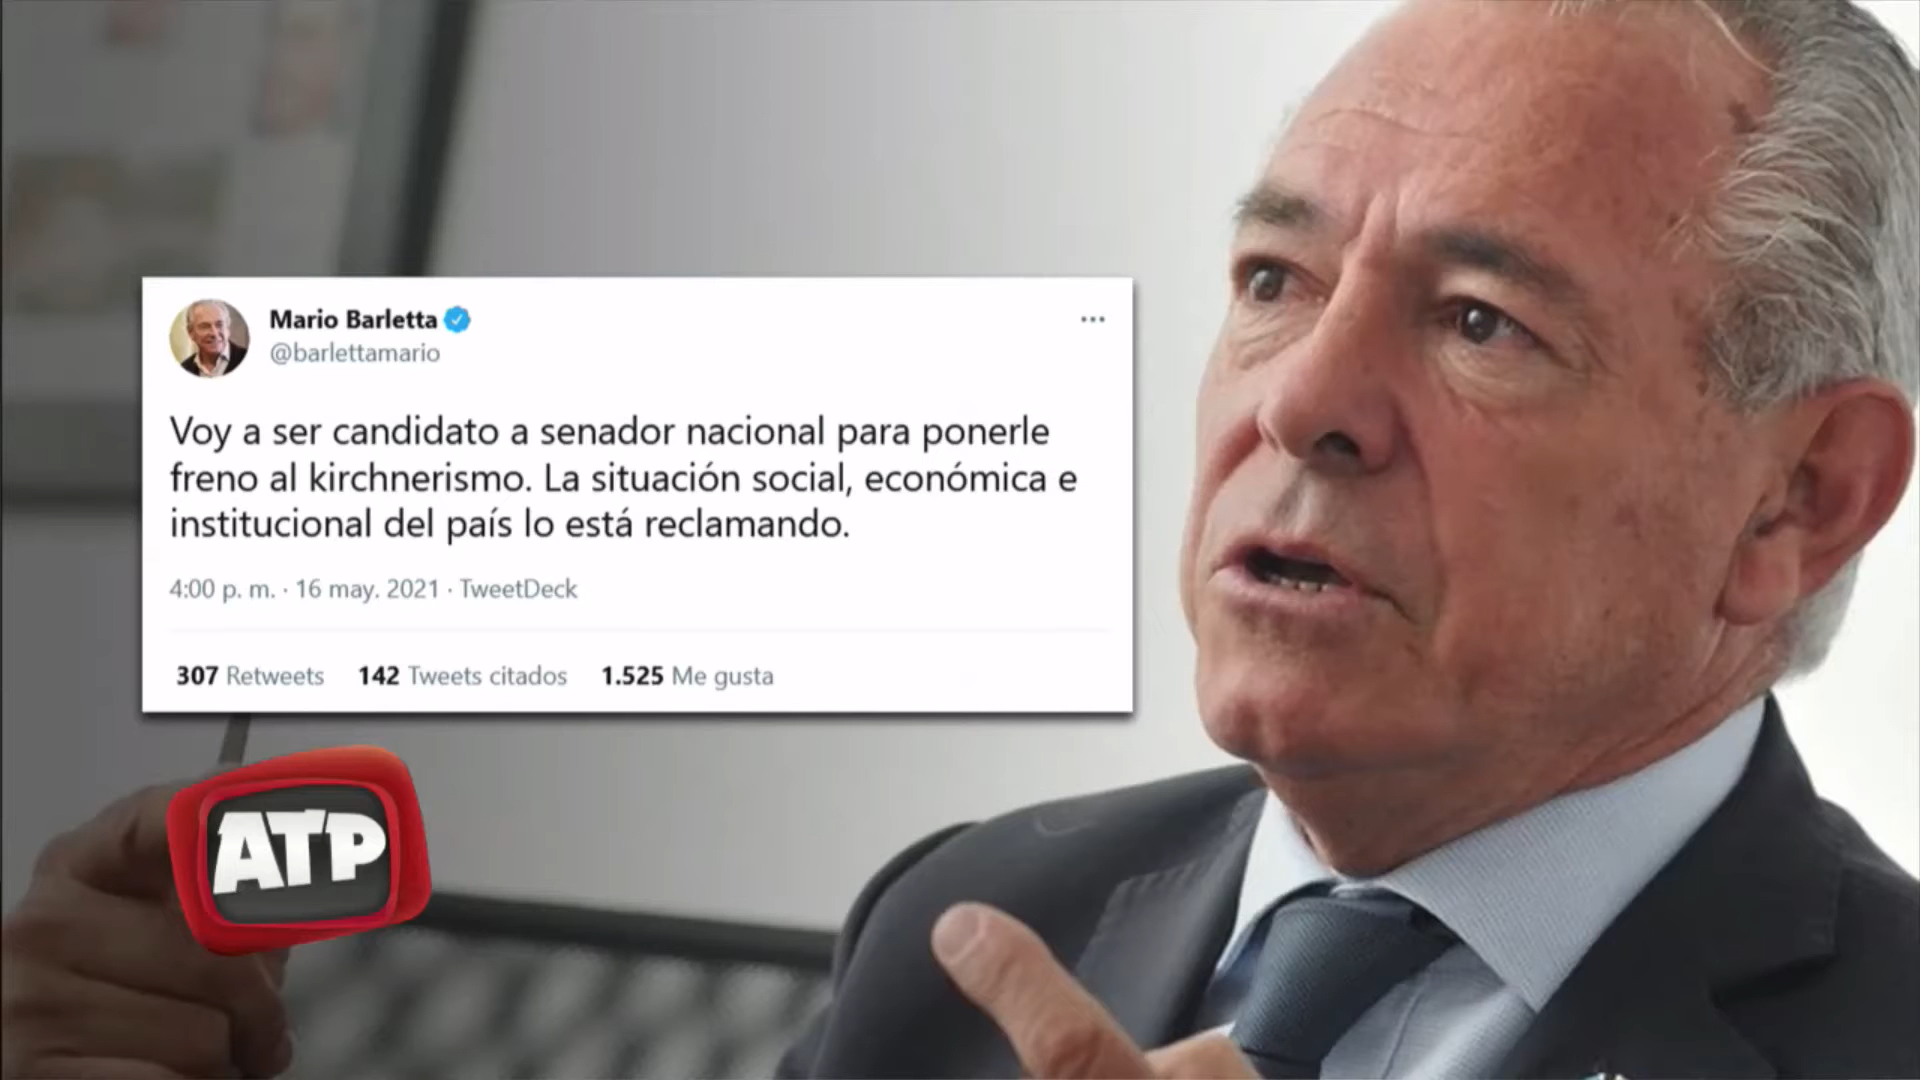 Mario Barletta
@barlettamario
Voy a ser candidato a senador nacional para ponerle
freno al kirchnerismo. La situación social, económica e
institucional del país lo está reclamando.
4:00 p. m. · 16 may. 2021 · TweetDeck
307 Retweets 142 Tweets citados 1.525 Me gusta
ATP